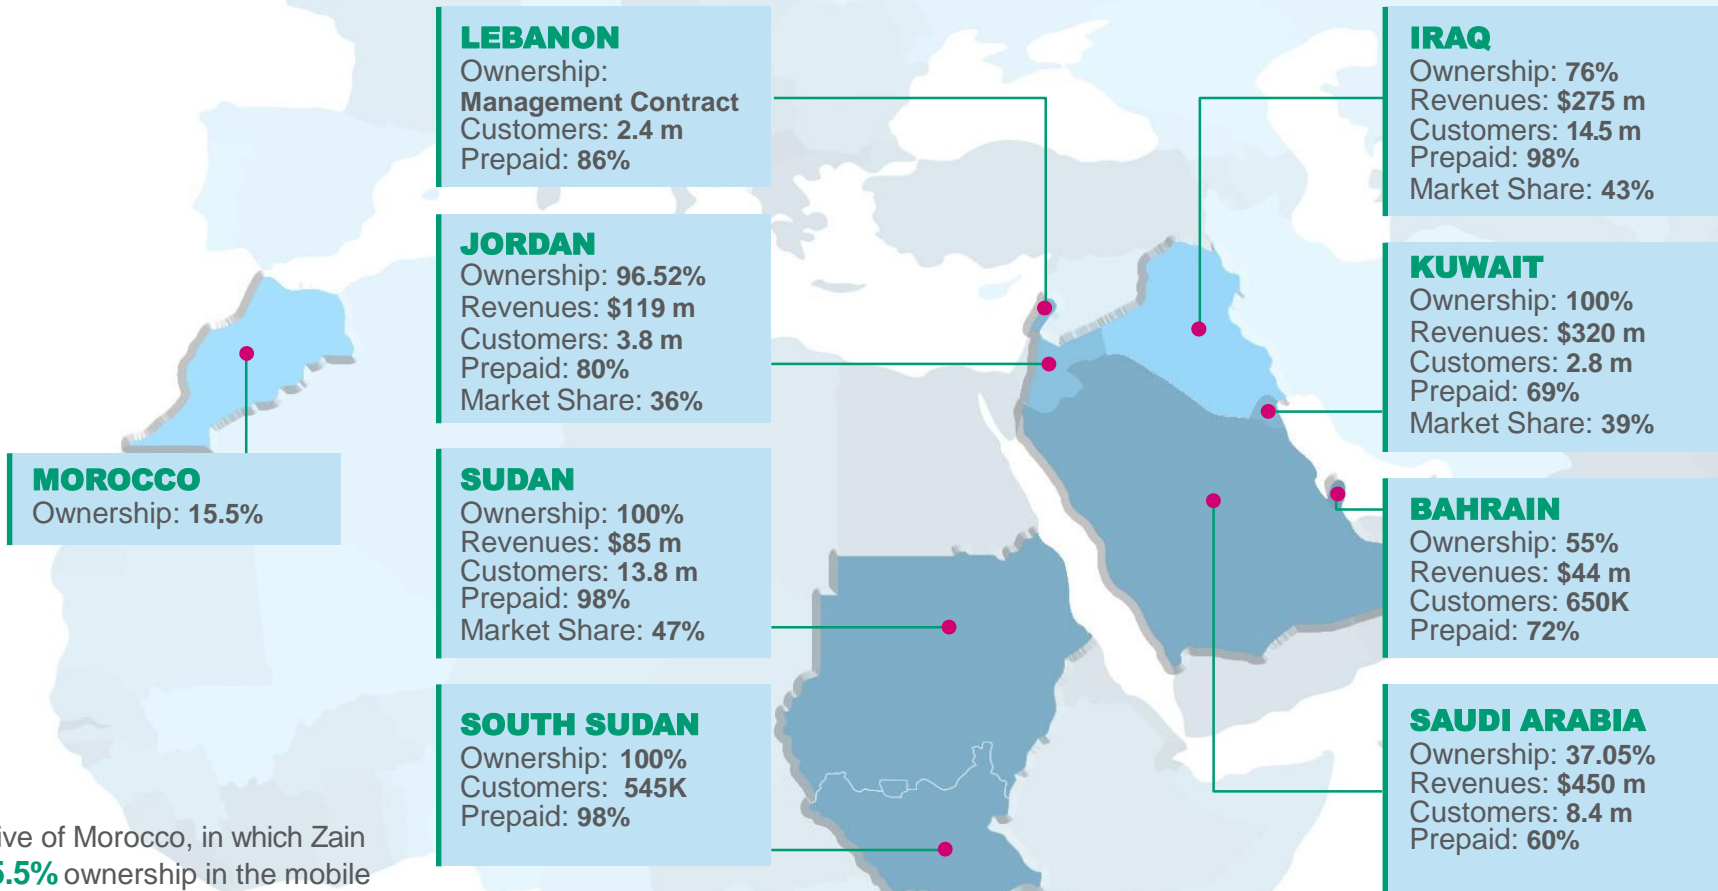 LEBANON
Ownership:
Management Contract
Customers: 2.4 m
Prepaid: 86%
JORDAN
Ownership: 96.52%
Revenues: $119 m
Customers: 3.8 m
Prepaid: 80%
Market Share: 36%
MOROCCO
Ownership: 15.5%
SUDAN
Ownership: 100%
Revenues: $85 m
Customers: 13.8 m
Prepaid: 98%
Market Share: 47%
SOUTH SUDAN
Ownership: 100%
Customers: 545K
Prepaid: 98%
IRAQ
Ownership: 76%
Revenues: $275 m
Customers: 14.5 m
Prepaid: 98%
Market Share: 43%
KUWAIT
Ownership: 100%
Revenues: $320 m
Customers: 2.8 m
Prepaid: 69%
Market Share: 39%
BAHRAIN
Ownership: 55%
Revenues: $44 m
Customers: 650K
Prepaid: 72%
SAUDI ARABIA
Ownership: 37.05%
Revenues: $450 m
Customers: 8.4 m
Prepaid: 60%
of Morocco, in which Zain
ownership in the mobile